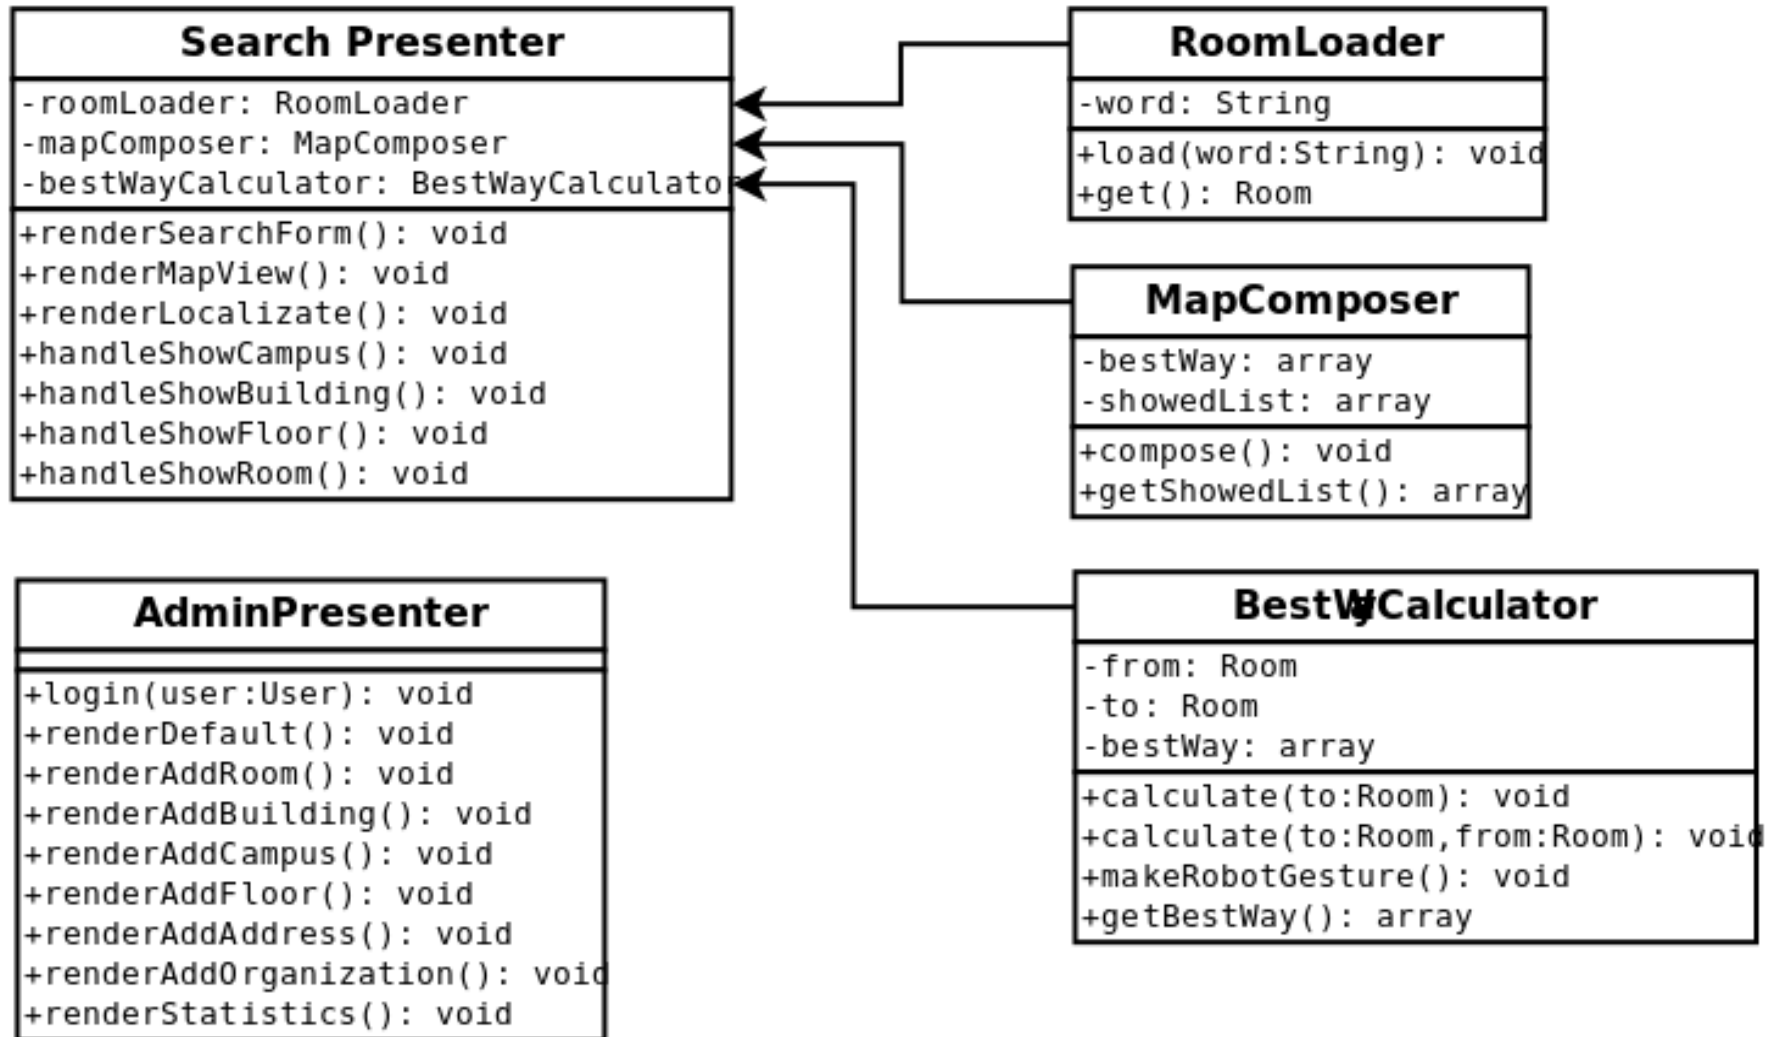 Search Presenter
-roomLoader: RoomLoader
-mapComposer: MapComposer
-bestWayCalculator: BestWayCalculator
+renderSearchForm(): void
+renderMapView(): void
+renderLocalizate(): void
+handleShowCampus(): void
+handleShowBuilding(): void
+handleShowFloor(): void
+handleShowRoom(): void
RoomLoader
-word: String
+load(word:String): void
+get(): Room
MapComposer
-bestWay: array
-showedList: array
+compose(): void
+getShowedList(): array
AdminPresenter
+login(user:User): void
+renderDefault(): void
+renderAddRoom(): void
+renderAddBuilding(): void
+renderAddCampus(): void
+renderAddFloor(): void
+renderAddAddress(): void
+renderAddOrganization(): void
+renderStatistics(): void
BestWayCalculator
-from: Room
-to: Room
-bestWay: array
+calculate(to:Room): void
+calculate(to:Room,from:Room): void
+makeRobotGesture(): void
+getBestWay(): array